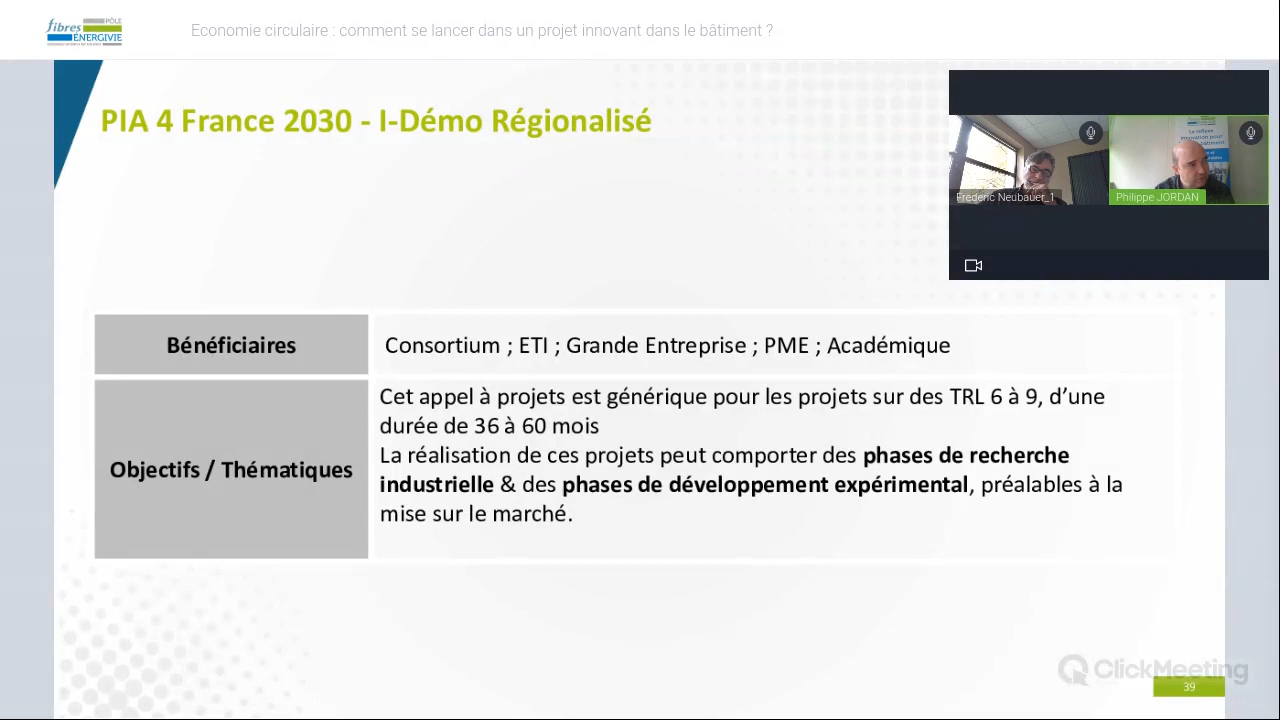 fibres
PÔLE
ÉNERGIVIE
Economie circulaire : comment se lancer dans un projet innovant dans le bâtiment ?
PIA 4 France 2030 - I-Démo Régionalisé
Frédéric Neubauer_1
Philippe JORDAN
Bénéficiaires
Consortium ; ETI ; Grande Entreprise ; PME ; Académique
Objectifs / Thématiques
Cet appel à projets est générique pour les projets sur des TRL 6 à 9, d’une
durée de 36 à 60 mois
La réalisation de ces projets peut comporter des phases de recherche
industrielle & des phases de développement expérimental, préalables à la
mise sur le marché.
ClickMeeting
39